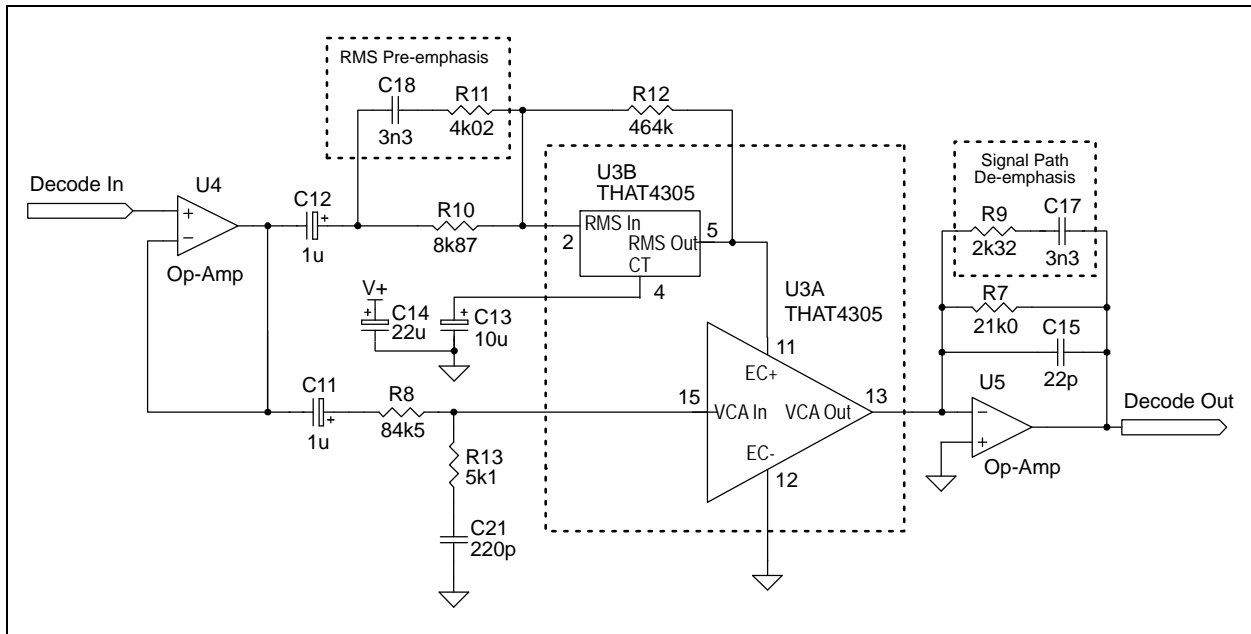 RMS Pre-emphasis
C18
3n3
R11
4k02
R12
464k
Decode In
U4
Op-Amp
C12
+
1u
R10
8k87
U3B
THAT4305
RMS In
2
RMS Out
5
CT
4
V+
+
C14
22u
+
C13
10u
U3A
THAT4305
11
EC+
15
VCA In
VCA Out
13
EC-
12
C11
+
1u
R8
84k5
R13
5k1
C21
220p
Signal Path
De-emphasis
R9
2k32
C17
3n3
R7
21k0
C15
22p
U5
Op-Amp
Decode Out